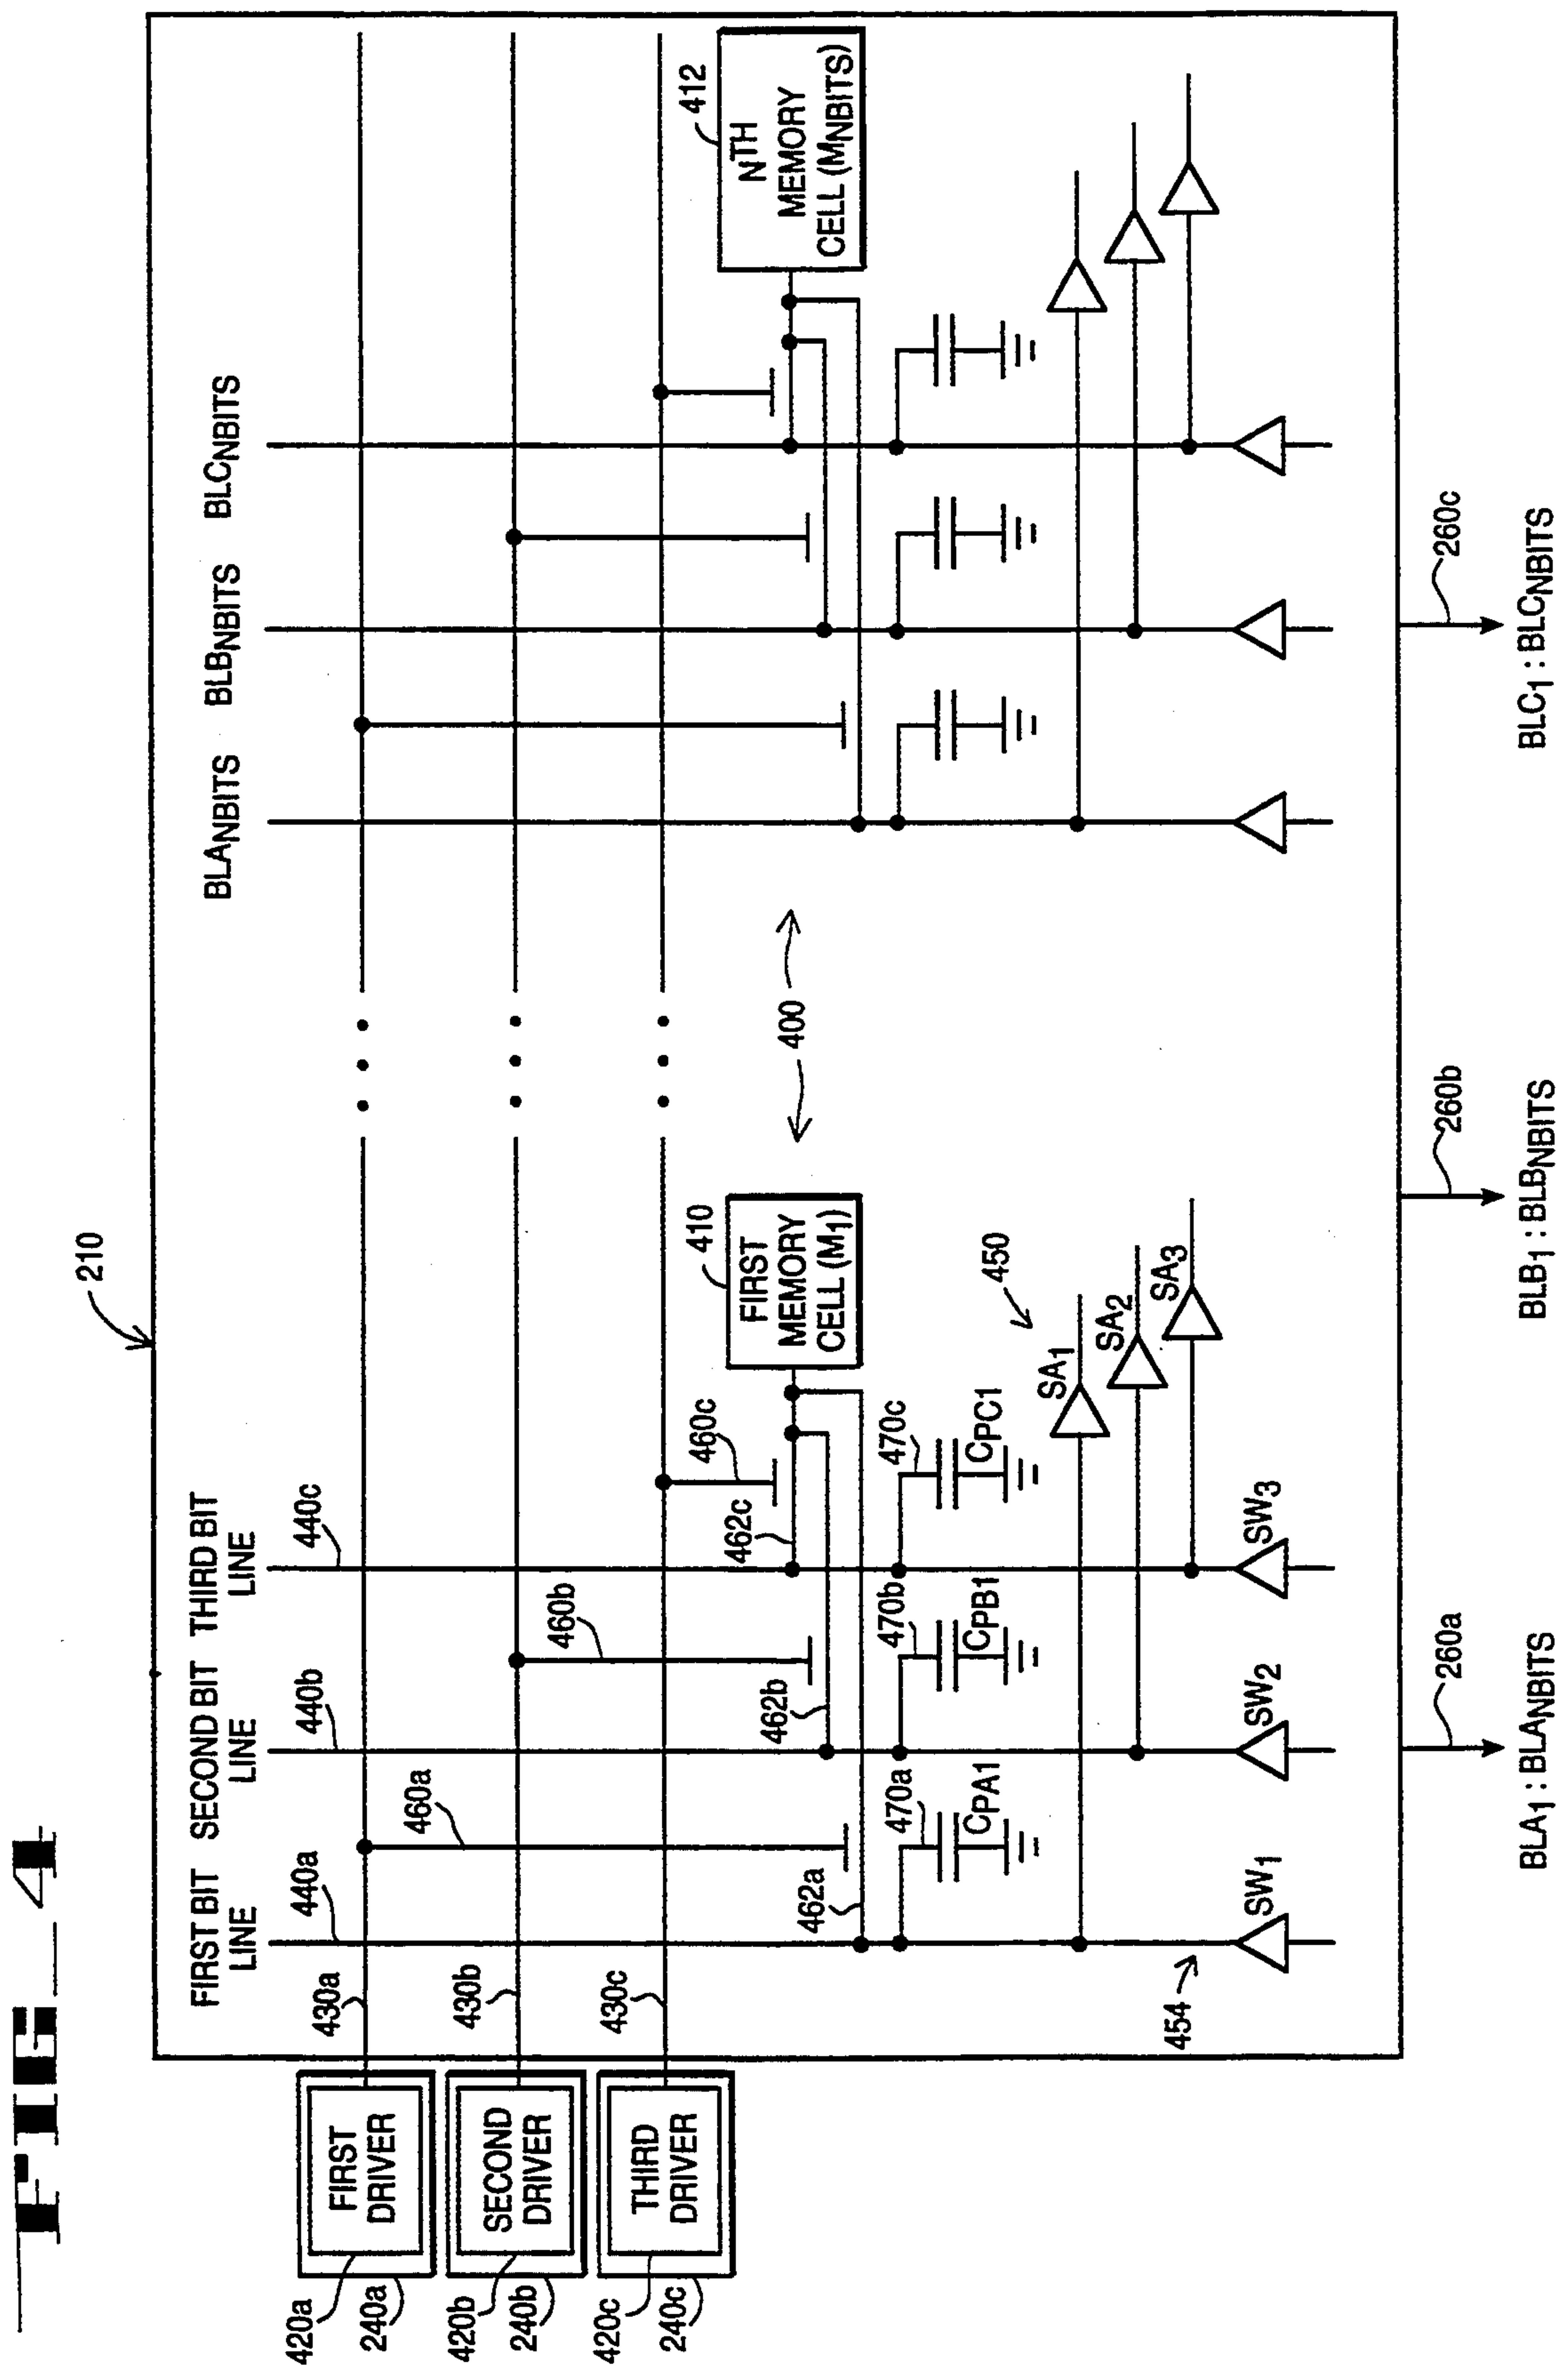 FIG_4
210
FIRST BIT
LINE
SECOND BIT
LINE
THIRD BIT
LINE
BLANBITS
BLBNBITS
BLCNBITS
440a
440b
440c
430a
430b
430c
FIRST
DRIVER
420a
240a
SECOND
DRIVER
420b
240b
THIRD
DRIVER
420c
240c
460a
460b
460c
462a
462b
462c
FIRST
MEMORY
CELL (M1)
410
400
NTH
MEMORY
CELL (MNBITS)
412
470a
CPA1
470b
CPB1
470c
CPC1
SA1
SA2
SA3
450
454
SW1
SW2
SW3
260a
BLA1 : BLANBITS
260b
BLB1 : BLBNBITS
260c
BLC1 : BLCNBITS